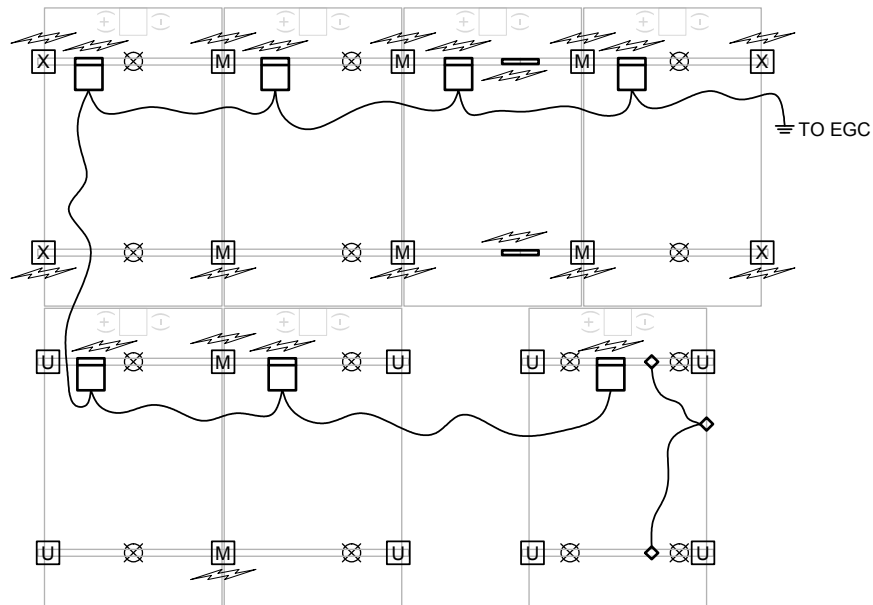 (+) (-) (+) (-) (+) (-) (+) (-)
X M M M X
TO EGC
X M M M X
(+) (-) (+) (-) (+) (-)
U M U U U
U M U U U